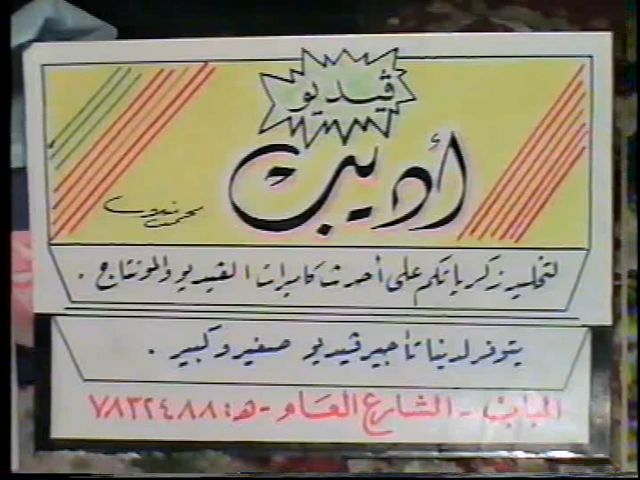 ڤيديو
أديب
لتخليد ذكرياتكم على أحدث كاميرات الڤيديو والمونتاج .
يتوفر لدينا تأجير ڤيديو صغير وكبير .
الباب - الشارع العام - هـ: ٧٨٣٢٤٨٨